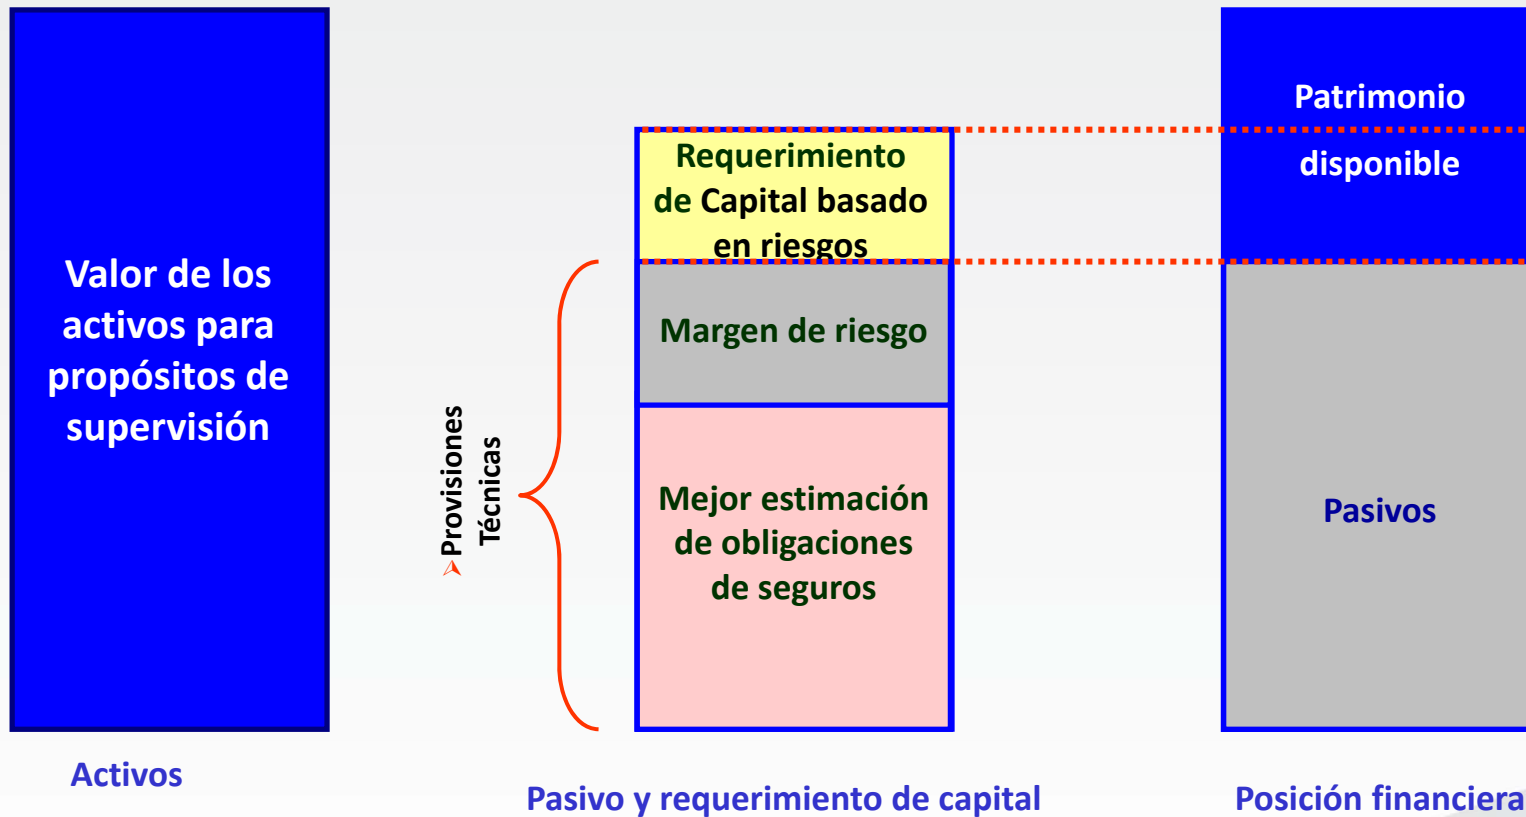 Valor de los
activos para
propósitos de
supervisión
Activos
Provisiones
Técnicas
Requerimiento
de Capital basado
en riesgos
Margen de riesgo
Mejor estimación
de obligaciones
de seguros
Pasivo y requerimiento de capital
Patrimonio
disponible
Pasivos
Posición financiera